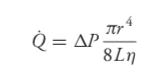 Q̇ = ΔP πr⁴ / 8Lη